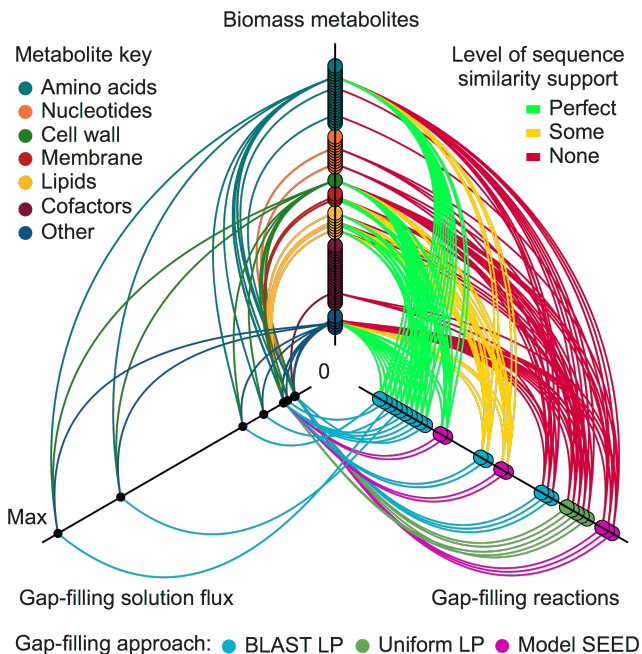 Biomass metabolites
Metabolite key
Amino acids
Nucleotides
Cell wall
Membrane
Lipids
Cofactors
Other
Level of sequence
similarity support
Perfect
Some
None
0
Max
Gap-filling solution flux
Gap-filling reactions
Gap-filling approach: BLAST LP Uniform LP Model SEED